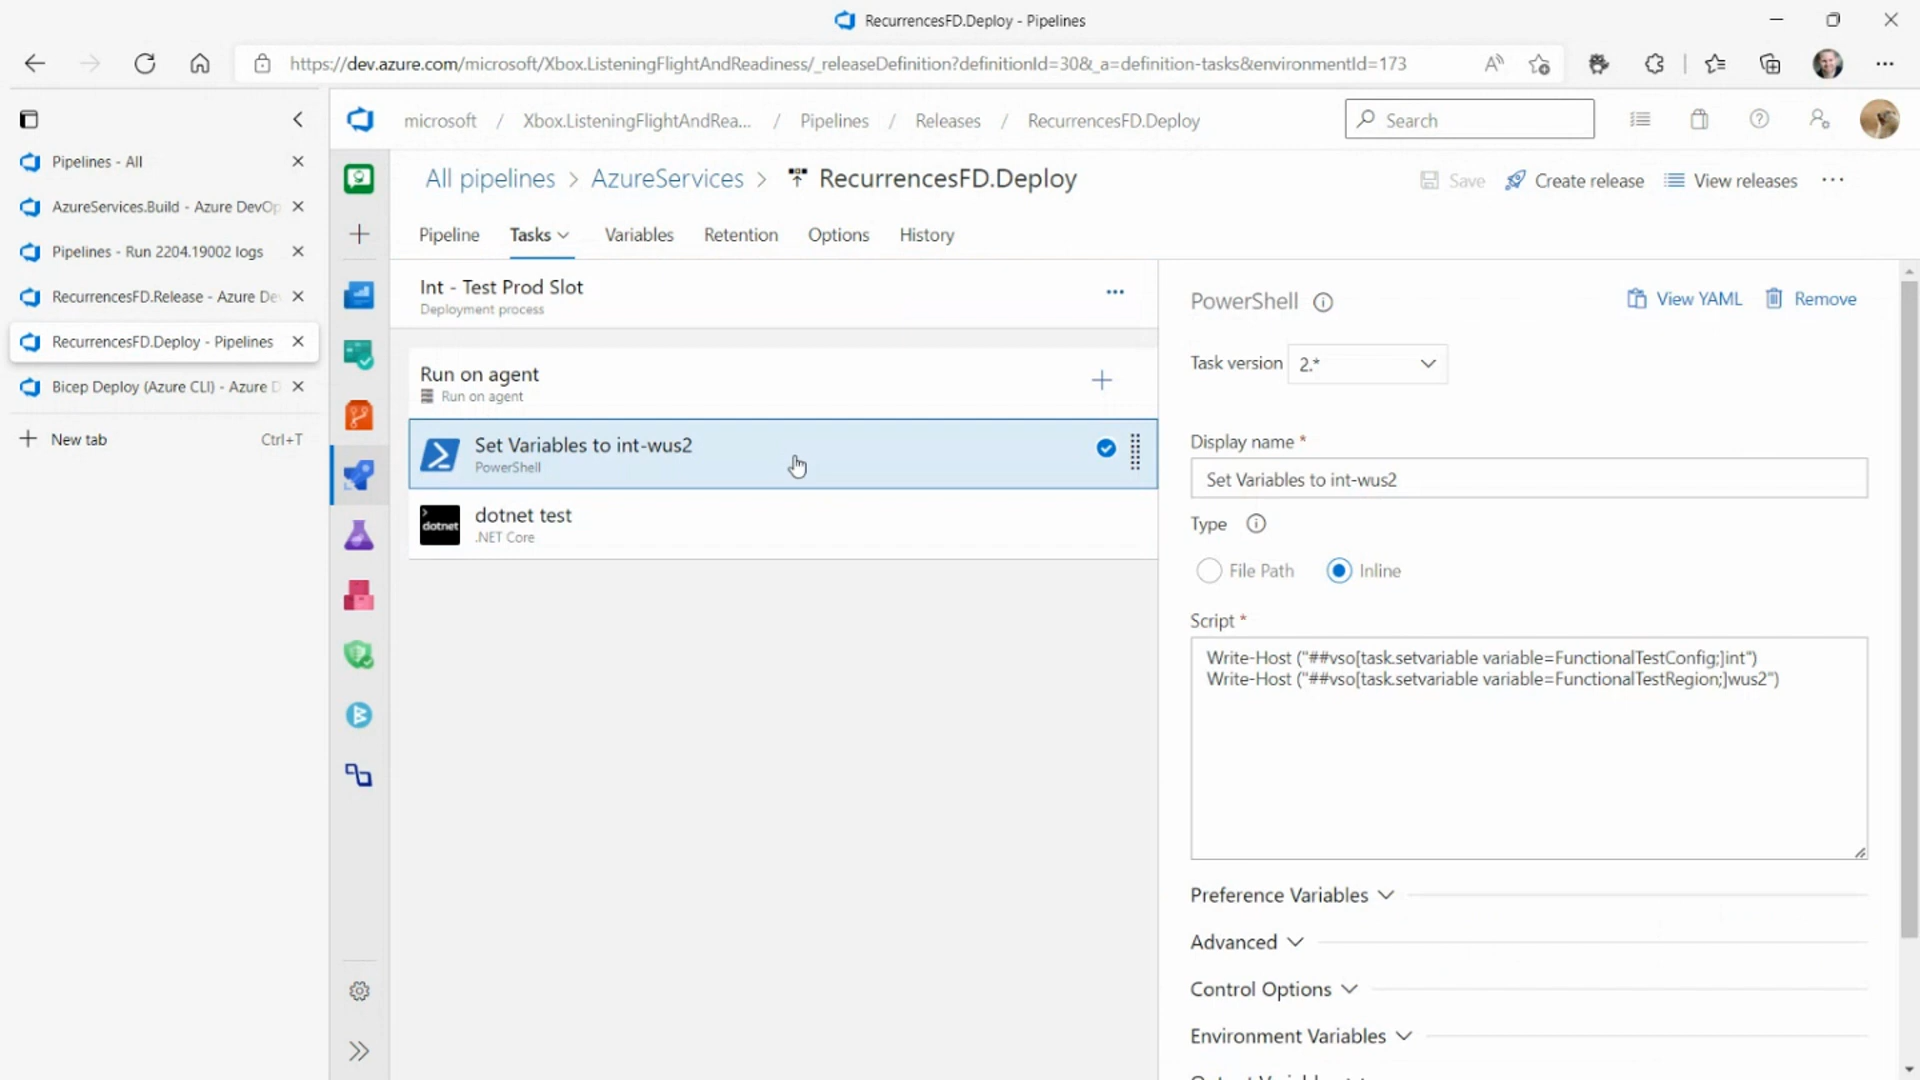 RecurrencesFD.Deploy - Pipelines
https://dev.azure.com/microsoft/Xbox.ListeningFlightAndReadiness/_releaseDefinition?definitionId=30&_a=definition-tasks&environmentId=173
Pipelines - All
AzureServices.Build - Azure DevOp
Pipelines - Run 2204.19002 logs
RecurrencesFD.Release - Azure De
RecurrencesFD.Deploy - Pipelines
Bicep Deploy (Azure CLI) - Azure D
New tab Ctrl+T
microsoft / Xbox.ListeningFlightAndRea... / Pipelines / Releases / RecurrencesFD.Deploy
Search
All pipelines > AzureServices > RecurrencesFD.Deploy
Save Create release View releases ...
Pipeline Tasks Variables Retention Options History
Int - Test Prod Slot
Deployment process
Run on agent
Run on agent
Set Variables to int-wus2
PowerShell
dotnet
dotnet test
.NET Core
PowerShell
View YAML Remove
Task version 2.*
Display name *
Set Variables to int-wus2
Type
File Path Inline
Script *
Write-Host ("##vso[task.setvariable variable=FunctionalTestConfig;]int")
Write-Host ("##vso[task.setvariable variable=FunctionalTestRegion;]wus2")
Preference Variables
Advanced
Control Options
Environment Variables